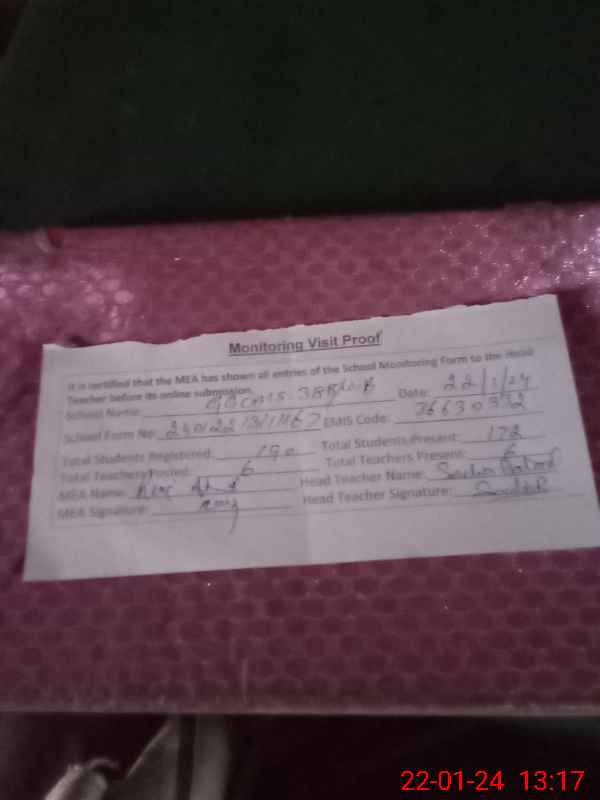 Monitoring Visit Proof
It is certified that the MEA has shown all entries of the School Monitoring Form to the Head
Teacher before its online submission.
School Name: 388 Date: 22/1/24
School Form No: EMIS Code: 36630332
Total Students Registered: 190 Total Students Present: 172
Total Teachers Posted: 6 Total Teachers Present: 6
MEA Name: Head Teacher Name:
MEA Signature: Head Teacher Signature:
22-01-24 13:17